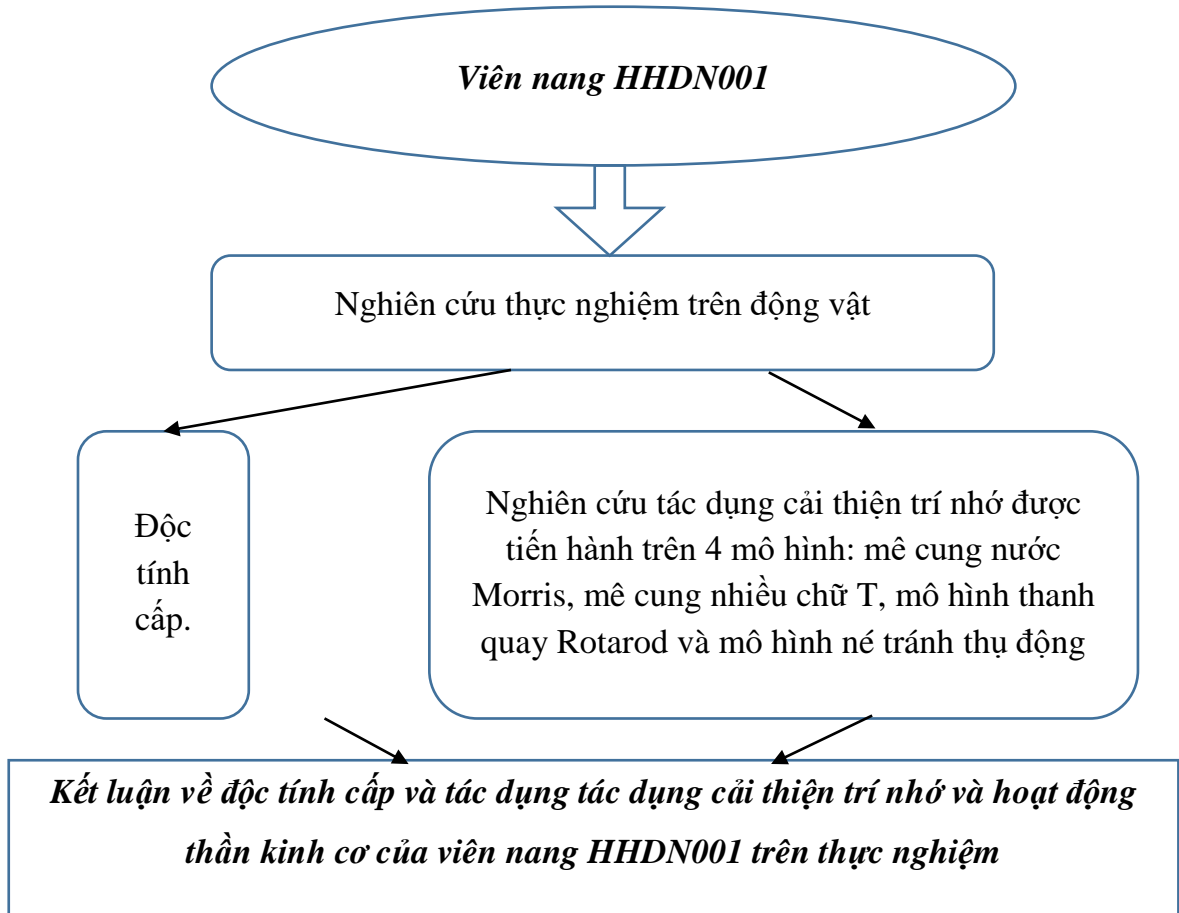 Viên nang HHDN001
Nghiên cứu thực nghiệm trên động vật
Độc
tính
cấp.
Nghiên cứu tác dụng cải thiện trí nhớ được
tiến hành trên 4 mô hình: mê cung nước
Morris, mê cung nhiều chữ T, mô hình thanh
quay Rotarod và mô hình né tránh thụ động
Kết luận về độc tính cấp và tác dụng tác dụng cải thiện trí nhớ và hoạt động
thần kinh cơ của viên nang HHDN001 trên thực nghiệm